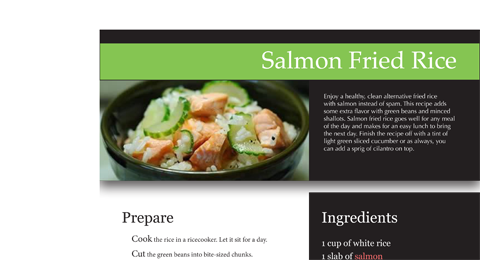 Salmon Fried Rice
Enjoy a healthy, clean alternative fried rice
with salmon instead of spam. This recipe adds
some extra flavor with green beans and minced
shallots. Salmon fried rice goes well for any meal
of the day and makes for an easy lunch to bring
the next day. Finish the recipe off with a tint of
light green sliced cucumber or as always, you
can add a sprig of cilantro on top.
Prepare
Cook the rice in a ricecooker. Let it sit for a day.
Cut the green beans into bite-sized chunks.
Ingredients
1 cup of white rice
1 slab of salmon